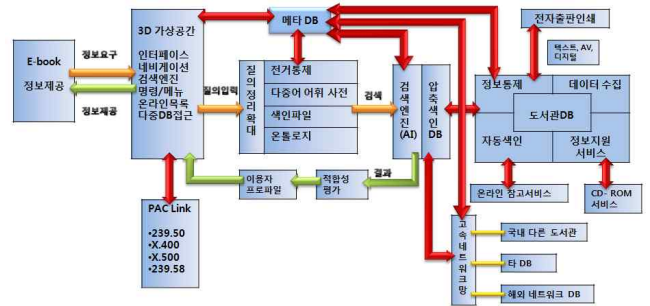 E-book
정보제공
정보요구
정보제공
3D 가상공간
인터페이스
네비게이션
검색엔진
명령/메뉴
온라인목록
다중DB접근
PAC Link
•239.50
•X.400
•X.500
•239.58
질의입력
질의정리확대
메타 DB
전거통제
다중어 어휘 사전
색인파일
온톨로지
이용자
프로파일
적합성
평가
결과
검색
검색엔진(AI)
압축색인DB
고속네트워크망
전자출판인쇄
텍스트, AV,
디지털
정보통제
데이터 수집
도서관DB
자동색인
정보지원
서비스
온라인 참고서비스
CD- ROM
서비스
국내 다른 도서관
타 DB
해외 네트워크 DB